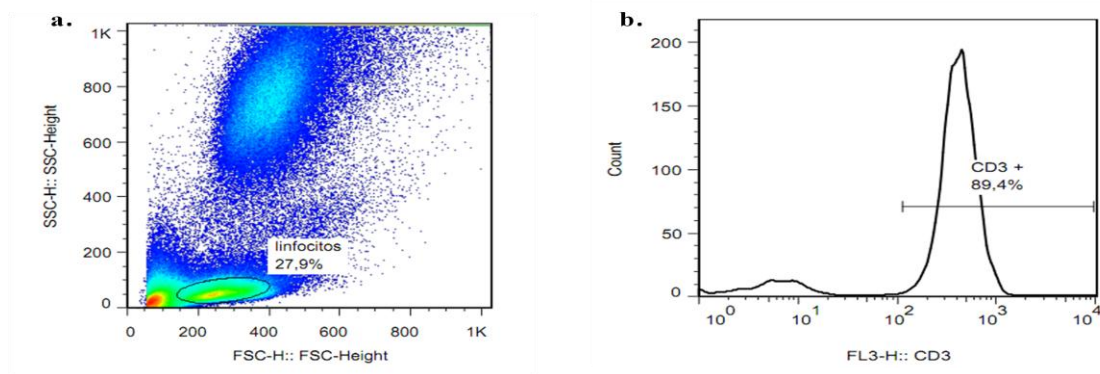 a.
1K
800
600
400
200
0
SSC-H:: SSC-Height
linfocitos
27,9%
0 200 400 600 800 1K
FSC-H:: FSC-Height
b.
200
150
100
50
0
Count
CD3 +
89,4%
10^0 10^1 10^2 10^3 10^4
FL3-H:: CD3